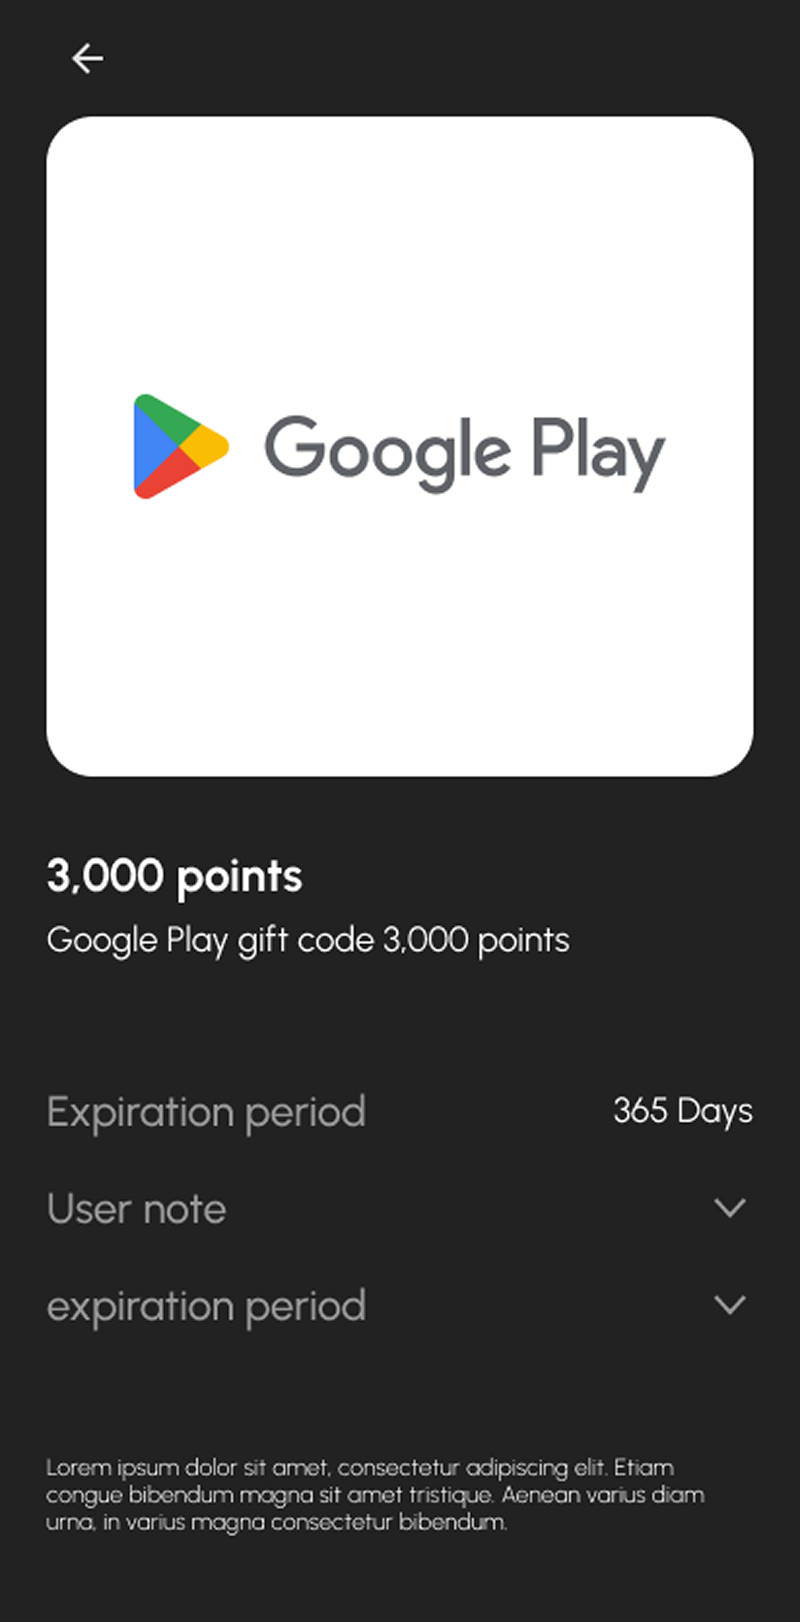 Google Play
3,000 points
Google Play gift code 3,000 points
Expiration period 365 Days
User note
expiration period
Lorem ipsum dolor sit amet, consectetur adipiscing elit. Etiam
congue bibendum magna sit amet tristique. Aenean varius diam
urna, in varius magna consectetur bibendum.